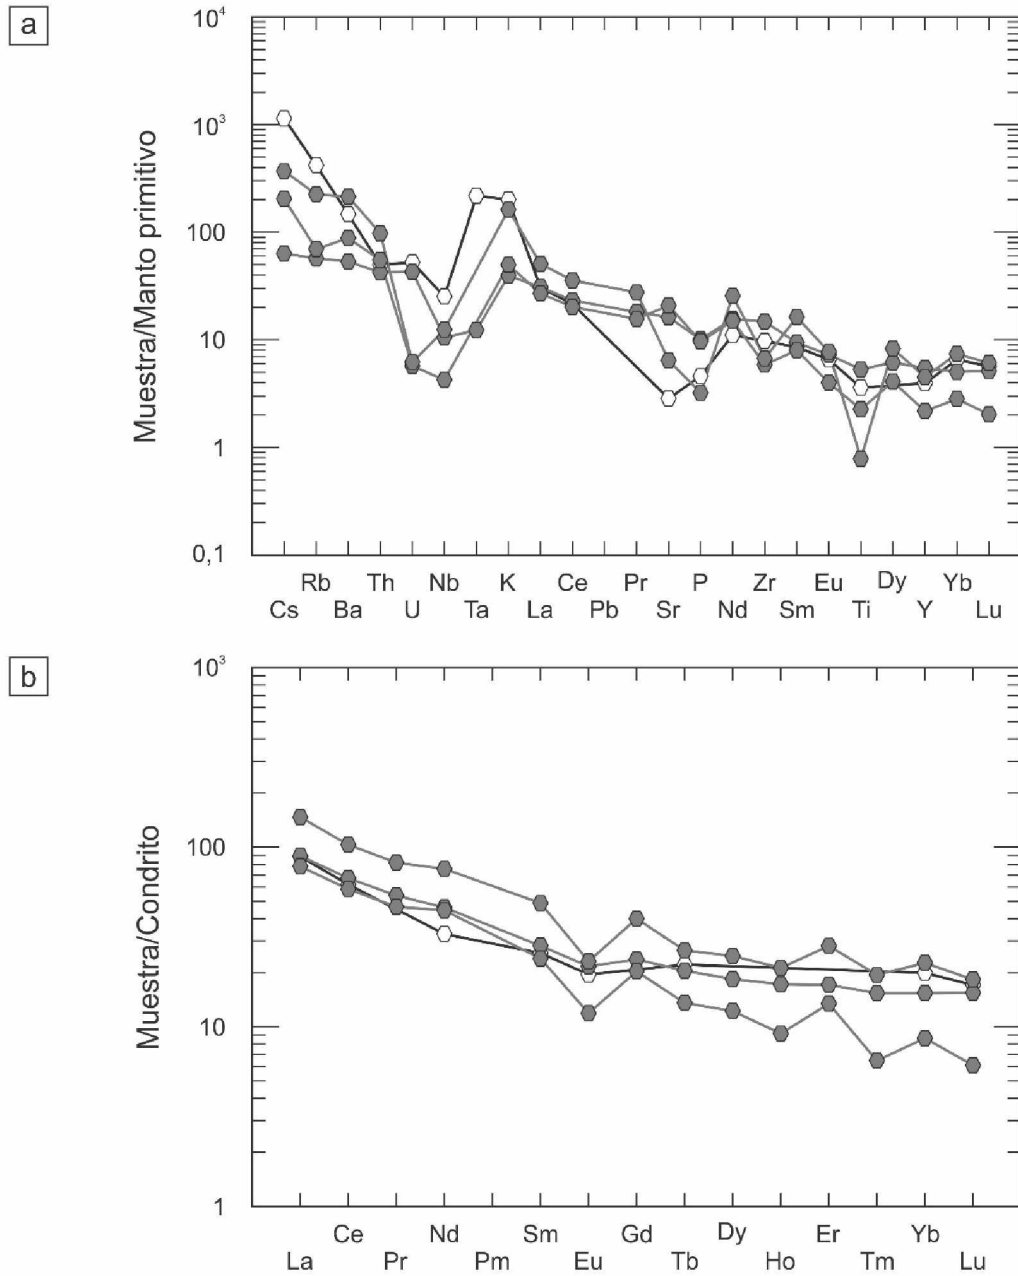 a
10⁴
10³
100
10
1
0,1
Muestra/Manto primitivo
Rb Th Nb K Ce Pr P Zr Eu Dy Yb
Cs Ba U Ta La Pb Sr Nd Sm Ti Y Lu
b
10³
100
10
1
Muestra/Condrito
Ce Nd Sm Gd Dy Er Yb
La Pr Pm Eu Tb Ho Tm Lu